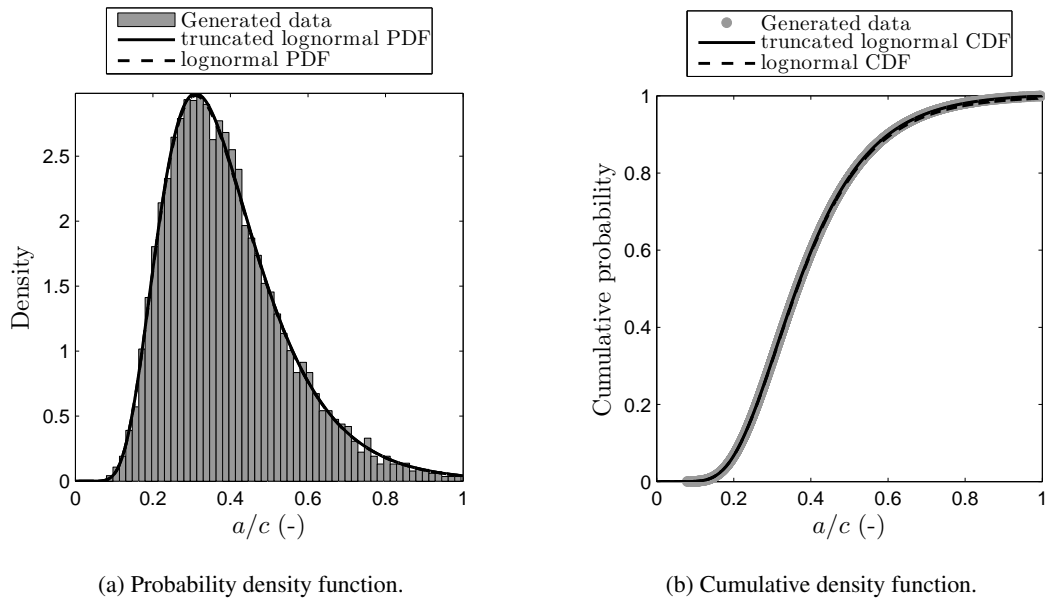 Generated data
truncated lognormal PDF
lognormal PDF
2.5
2
1.5
1
0.5
0
Density
0 0.2 0.4 0.6 0.8 1
a/c (-)
(a) Probability density function.
Generated data
truncated lognormal CDF
lognormal CDF
1
0.8
0.6
0.4
0.2
0
Cumulative probability
0 0.2 0.4 0.6 0.8 1
a/c (-)
(b) Cumulative density function.